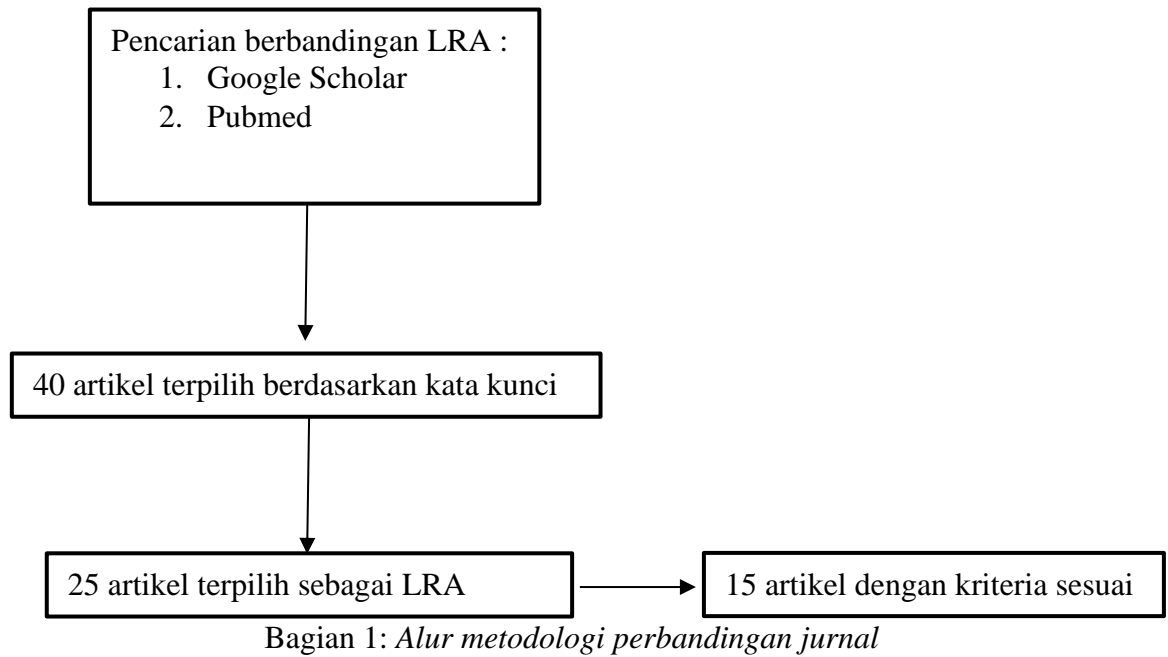 Pencarian berbandingan LRA :
1. Google Scholar
2. Pubmed
40 artikel terpilih berdasarkan kata kunci
25 artikel terpilih sebagai LRA
15 artikel dengan kriteria sesuai
Bagian 1: Alur metodologi perbandingan jurnal